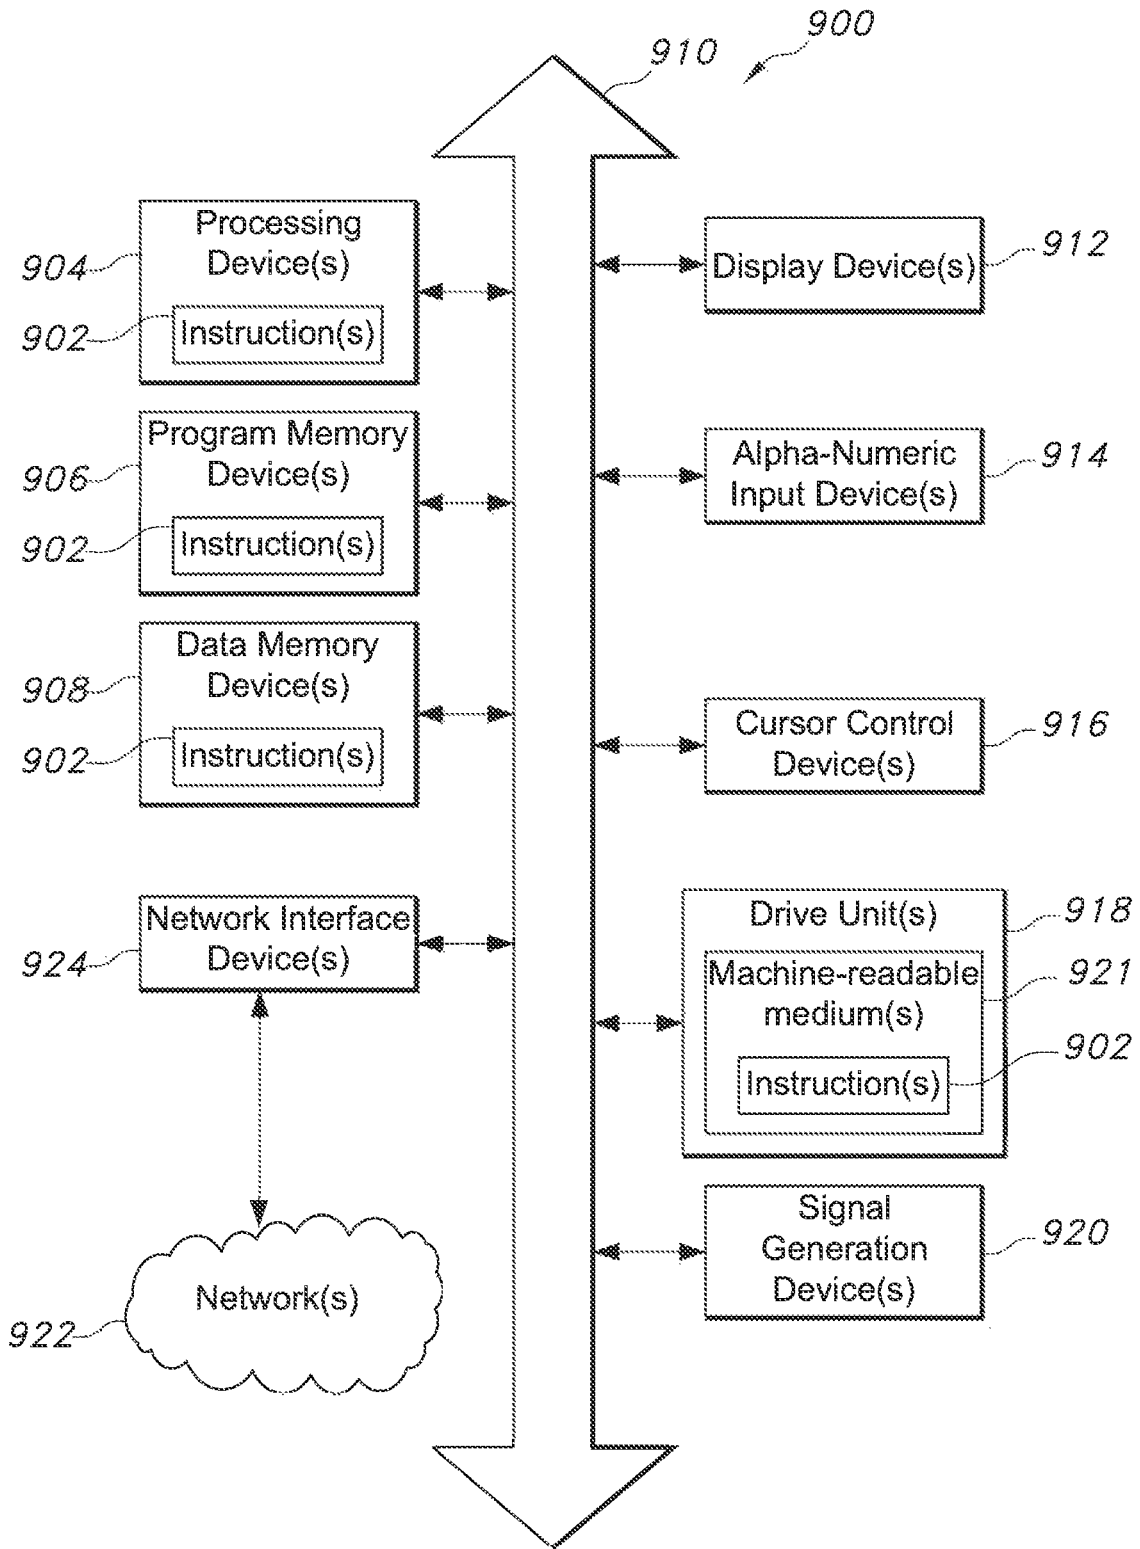 900
910
Processing
Device(s)
904
902
Instruction(s)
Program Memory
Device(s)
906
902
Instruction(s)
Data Memory
Device(s)
908
902
Instruction(s)
Network Interface
Device(s)
924
Network(s)
922
Display Device(s)
912
Alpha-Numeric
Input Device(s)
914
Cursor Control
Device(s)
916
Drive Unit(s)
918
Machine-readable
medium(s)
921
Instruction(s)
902
Signal
Generation
Device(s)
920